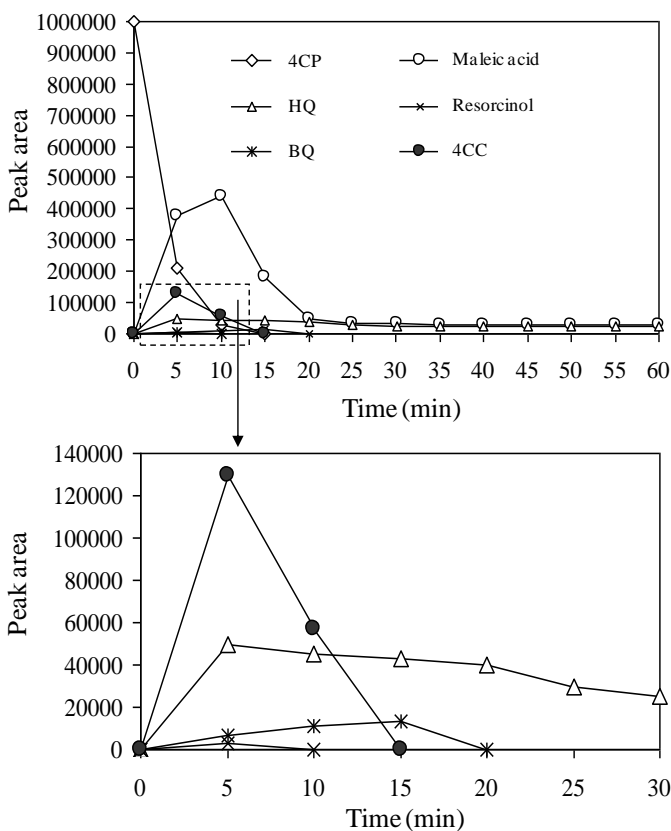 1000000
900000
800000
700000
600000
500000
400000
300000
200000
100000
0
Peak area
4CP
Maleic acid
HQ
Resorcinol
BQ
4CC
0 5 10 15 20 25 30 35 40 45 50 55 60
Time (min)
140000
120000
100000
80000
60000
40000
20000
0
Peak area
0 5 10 15 20 25 30
Time (min)